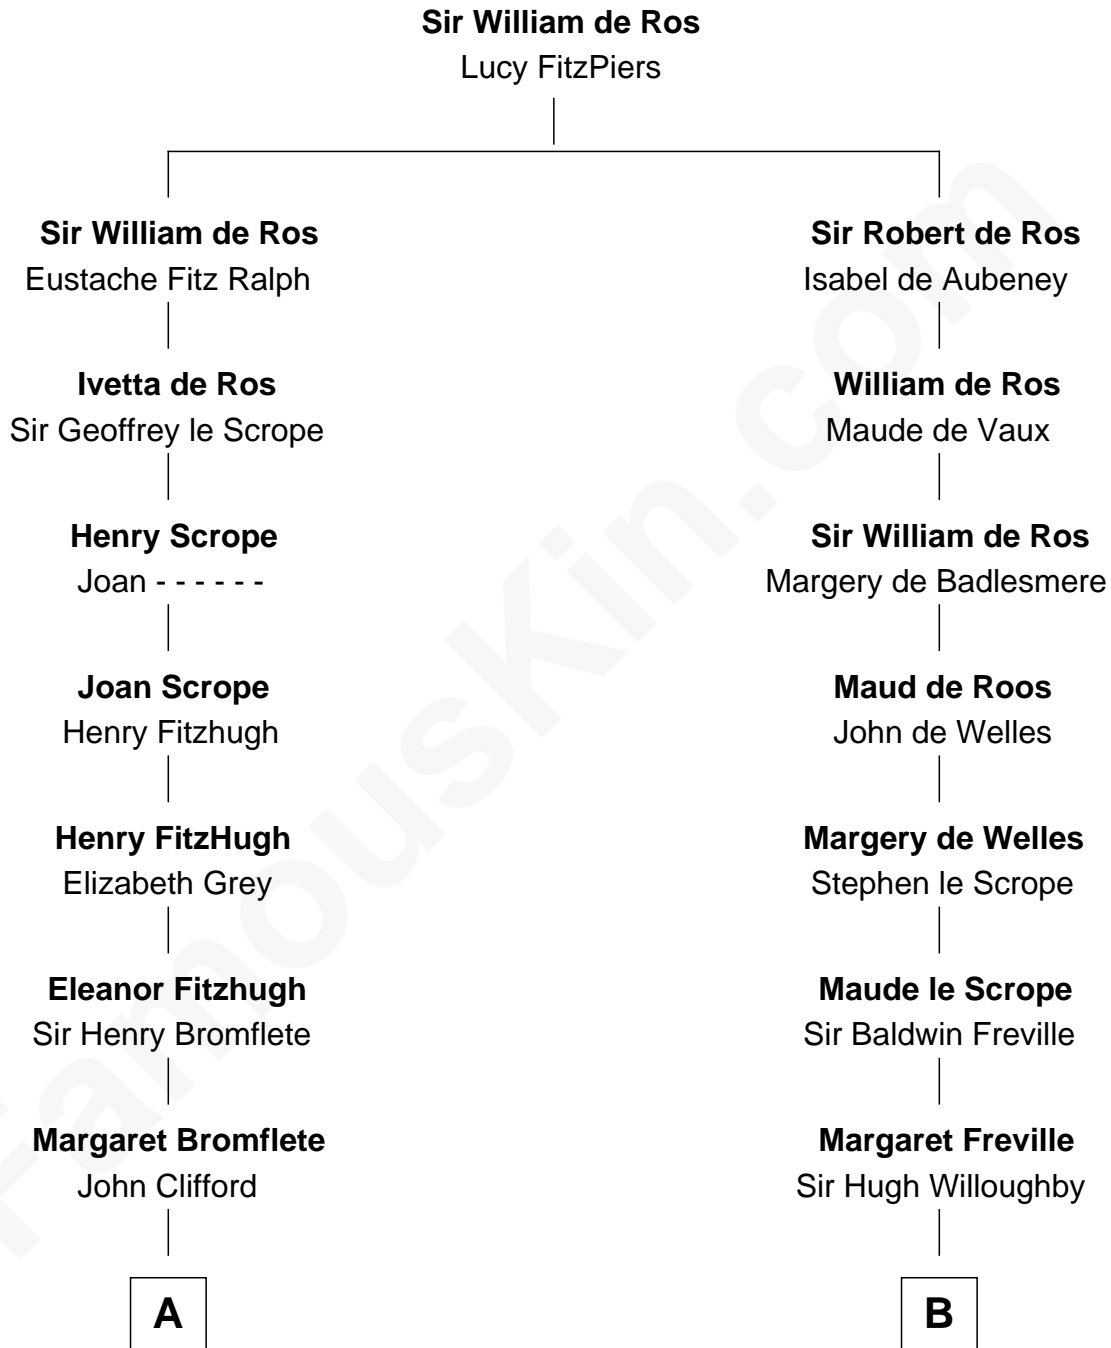 Sir William de Ros
Lucy FitzPiers
Sir William de Ros
Eustache Fitz Ralph
Sir Robert de Ros
Isabel de Aubeney
Ivetta de Ros
Sir Geoffrey le Scrope
William de Ros
Maude de Vaux
Henry Scrope
Joan - - - - - -
Sir William de Ros
Margery de Badlesmere
Joan Scrope
Henry Fitzhugh
Maud de Roos
John de Welles
Henry FitzHugh
Elizabeth Grey
Margery de Welles
Stephen le Scrope
Eleanor Fitzhugh
Sir Henry Bromflete
Maude le Scrope
Sir Baldwin Freville
Margaret Bromflete
John Clifford
Margaret Freville
Sir Hugh Willoughby
A
B
FamousKin.com